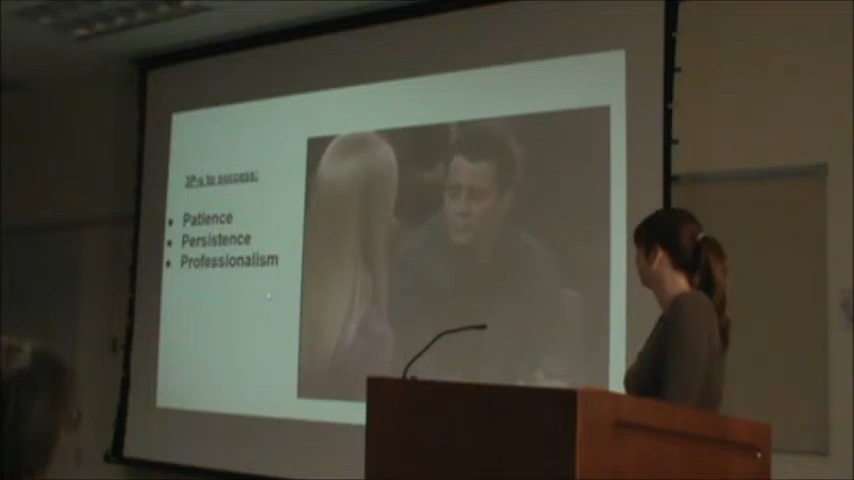 3P's to success:
Patience
Persistence
Professionalism